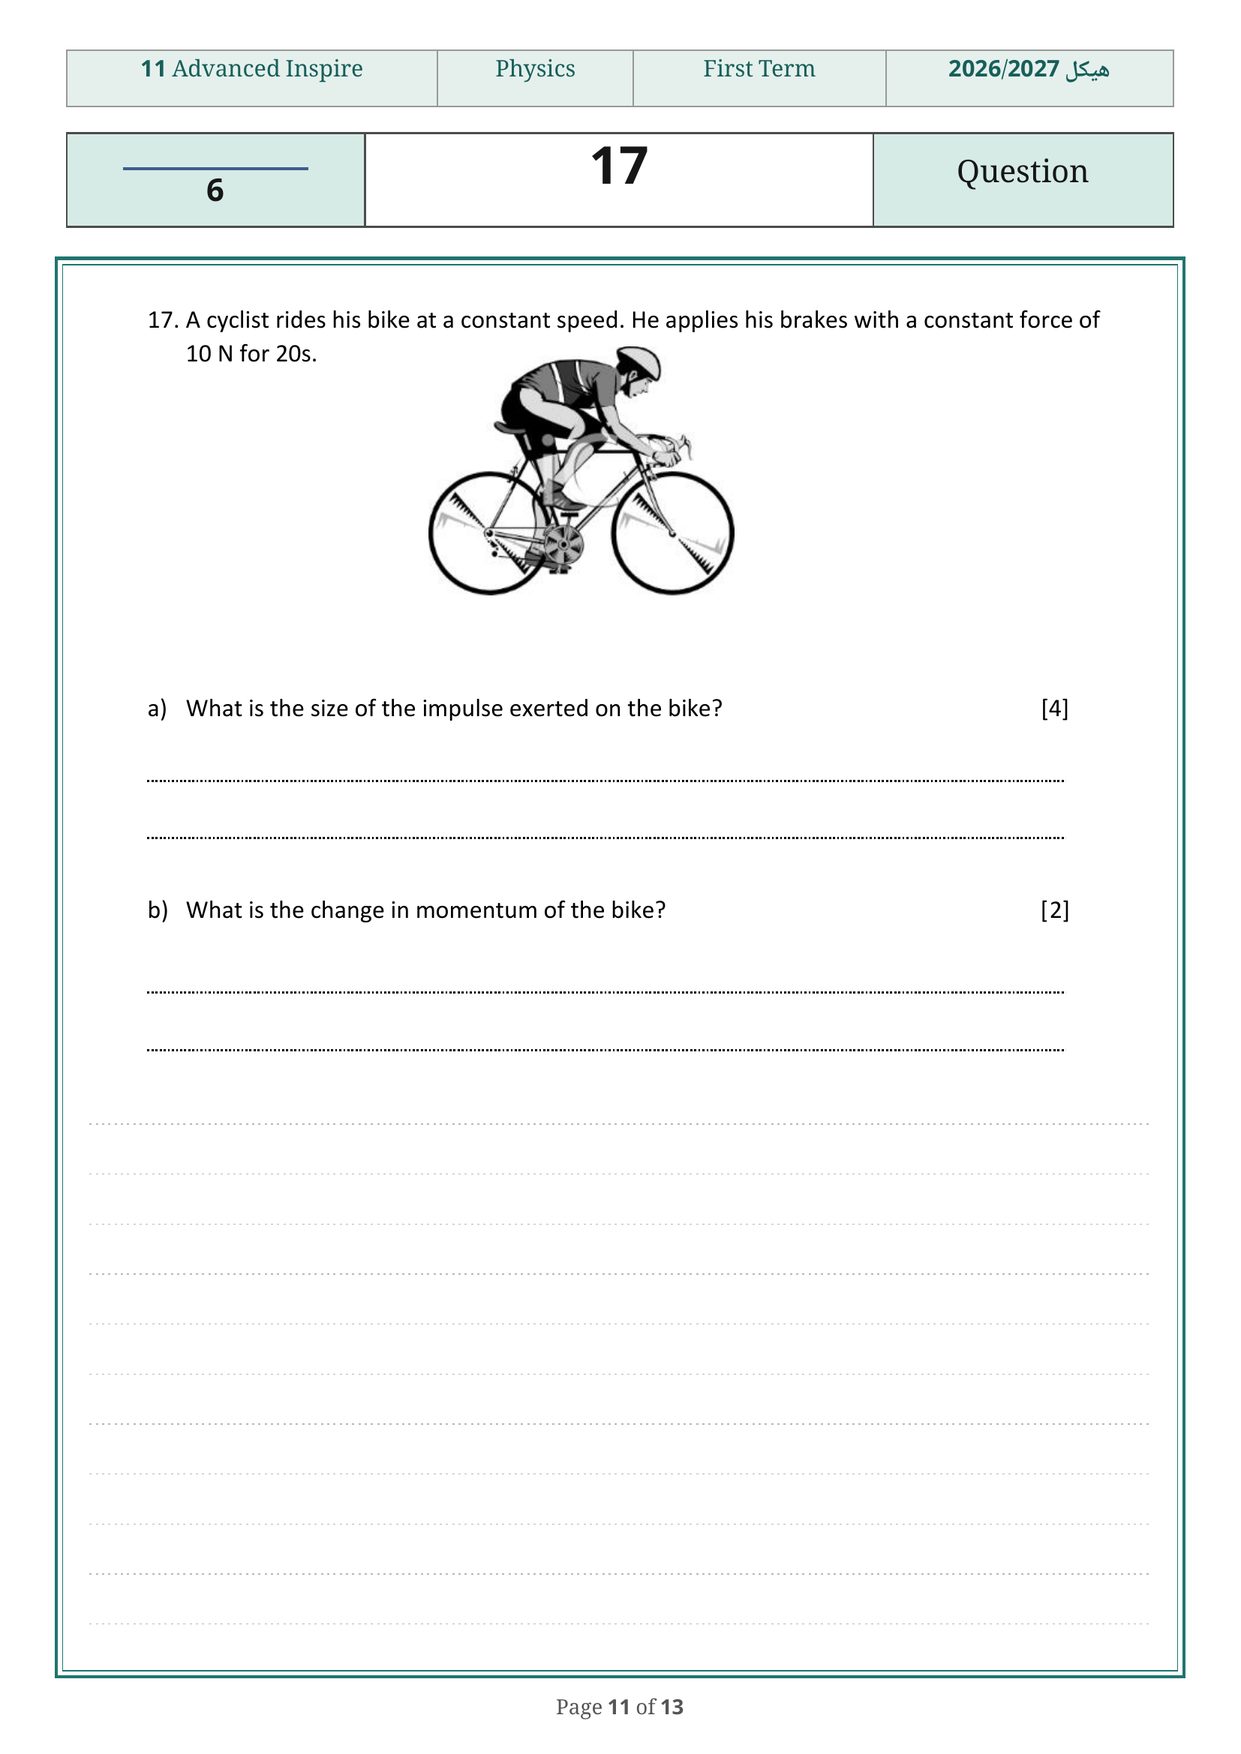 11 Advanced Inspire
Physics
First Term
هيكل 2026/2027
6
17
Question
17. A cyclist rides his bike at a constant speed. He applies his brakes with a constant force of
10 N for 20s.
a) What is the size of the impulse exerted on the bike? [4]
b) What is the change in momentum of the bike? [2]
Page 11 of 13